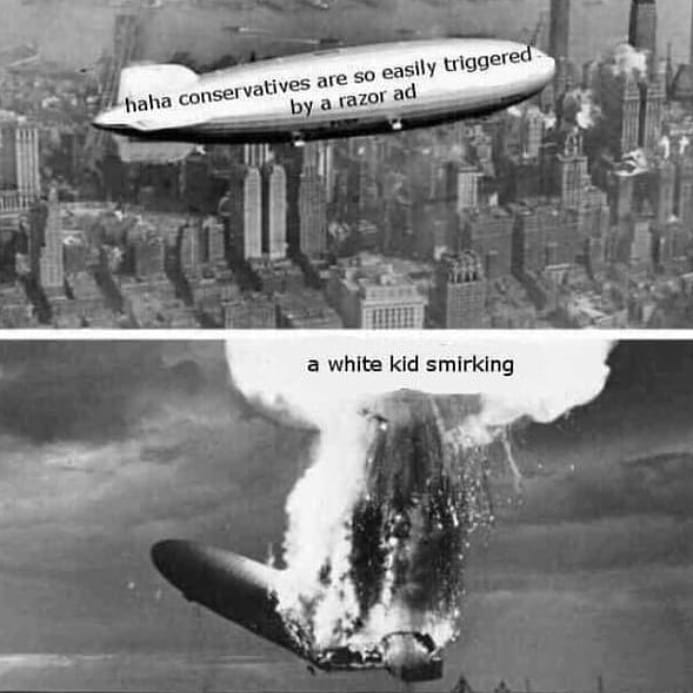 haha conservatives are so easily triggered
by a razor ad
a white kid smirking